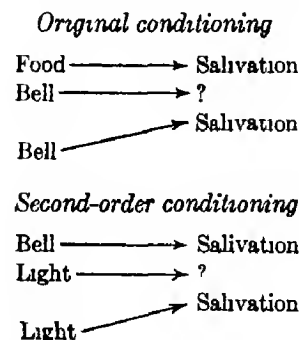 Original conditioning
Food Salivation
Bell ?
Salivation
Bell
Second-order conditioning
Bell Salivation
Light ?
Salivation
Light